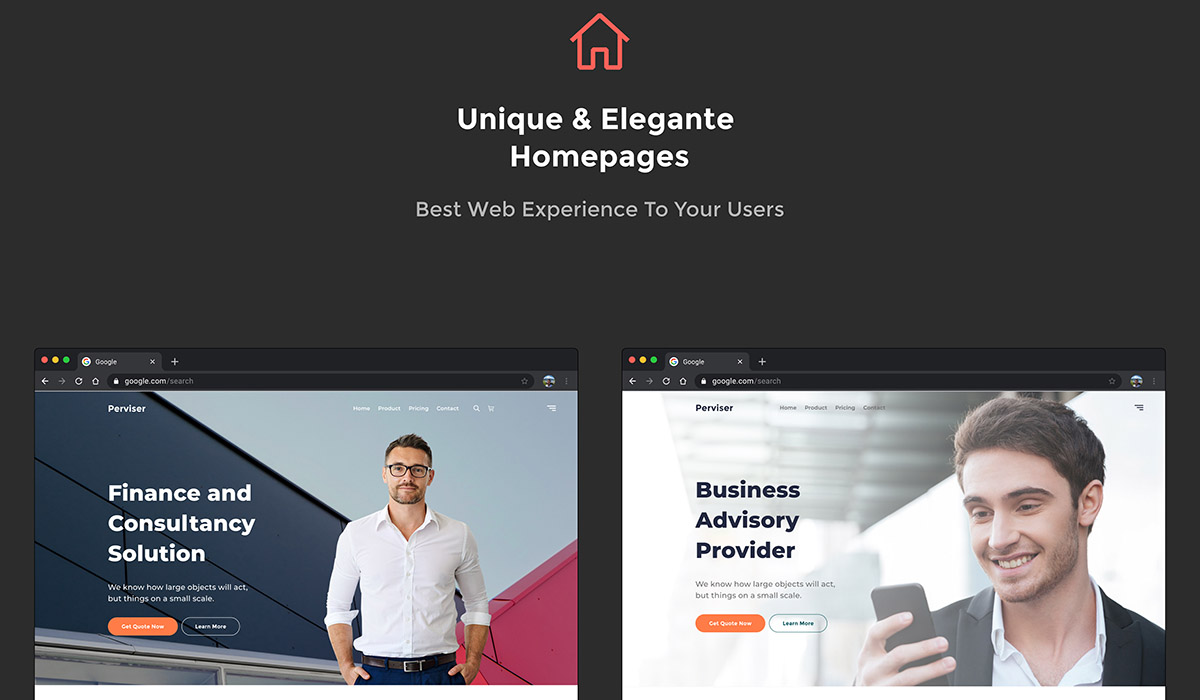 Unique & Elegante
Homepages
Best Web Experience To Your Users
Google
google.com/search
Perviser
Home Product Pricing Contact
Finance and
Consultancy
Solution
We know how large objects will act,
but things on a small scale.
Get Quote Now Learn More
Google
google.com/search
Perviser
Home Product Pricing Contact
Business
Advisory
Provider
We know how large objects will act,
but things on a small scale.
Get Quote Now Learn More